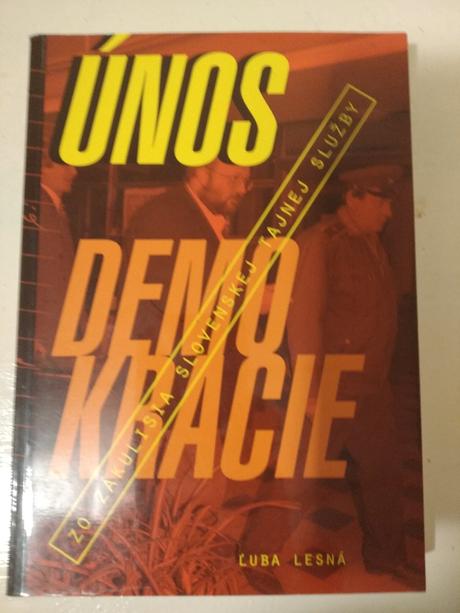 ÚNOS
DEMO
KRACIE
ZO ZÁKULISIA SLOVENSKEJ TAJNEJ SLUŽBY
ĽUBA LESNÁ